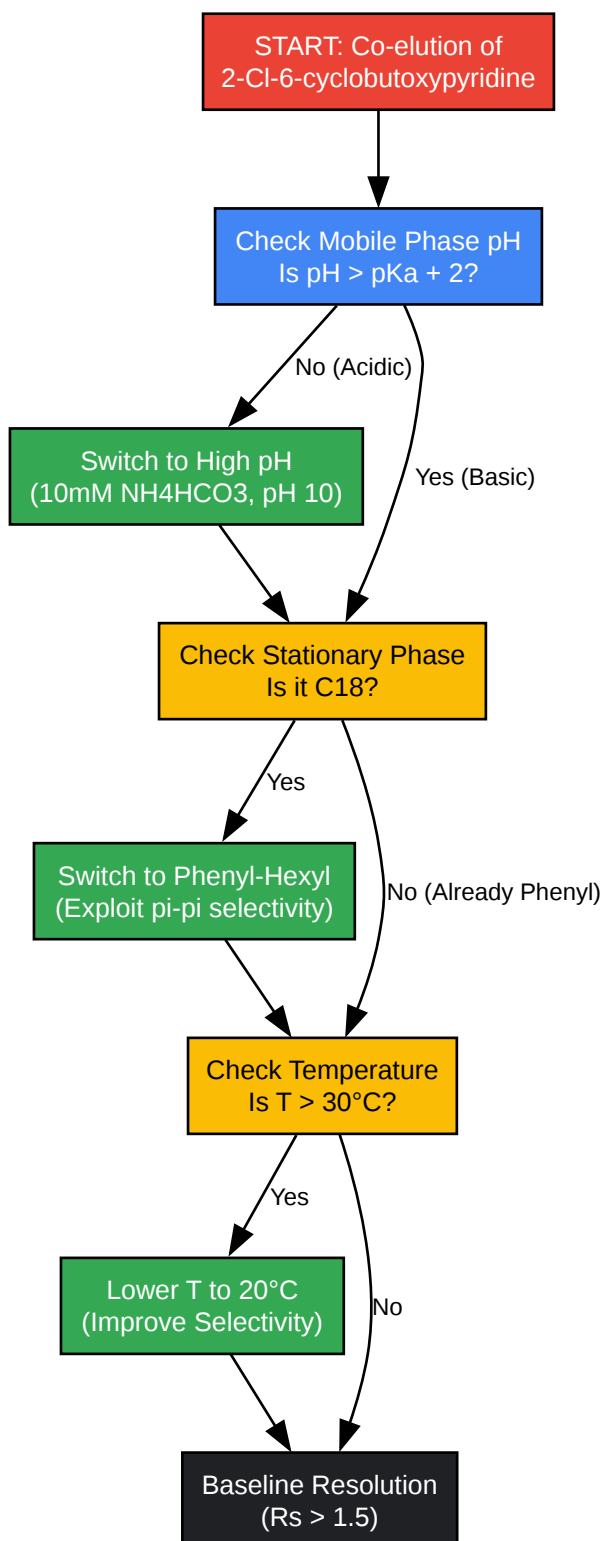 START: Co-elution of
2-Cl-6-cyclobutoxypyridine
Check Mobile Phase pH
Is pH > pKa + 2?
No (Acidic)
Switch to High pH
(10mM NH4HCO3, pH 10)
Yes (Basic)
Check Stationary Phase
Is it C18?
Yes
Switch to Phenyl-Hexyl
(Exploit pi-pi selectivity)
No (Already Phenyl)
Check Temperature
Is T > 30°C?
Yes
Lower T to 20°C
(Improve Selectivity)
No
Baseline Resolution
(Rs > 1.5)